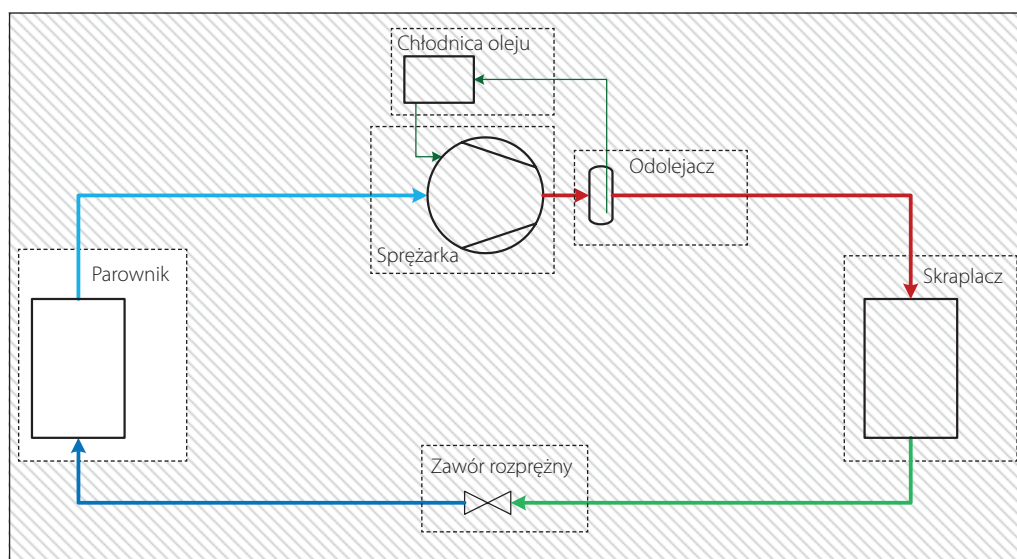 Chłodnica oleju
Odolejacz
Sprężarka
Parownik
Skraplacz
Zawór rozprężny